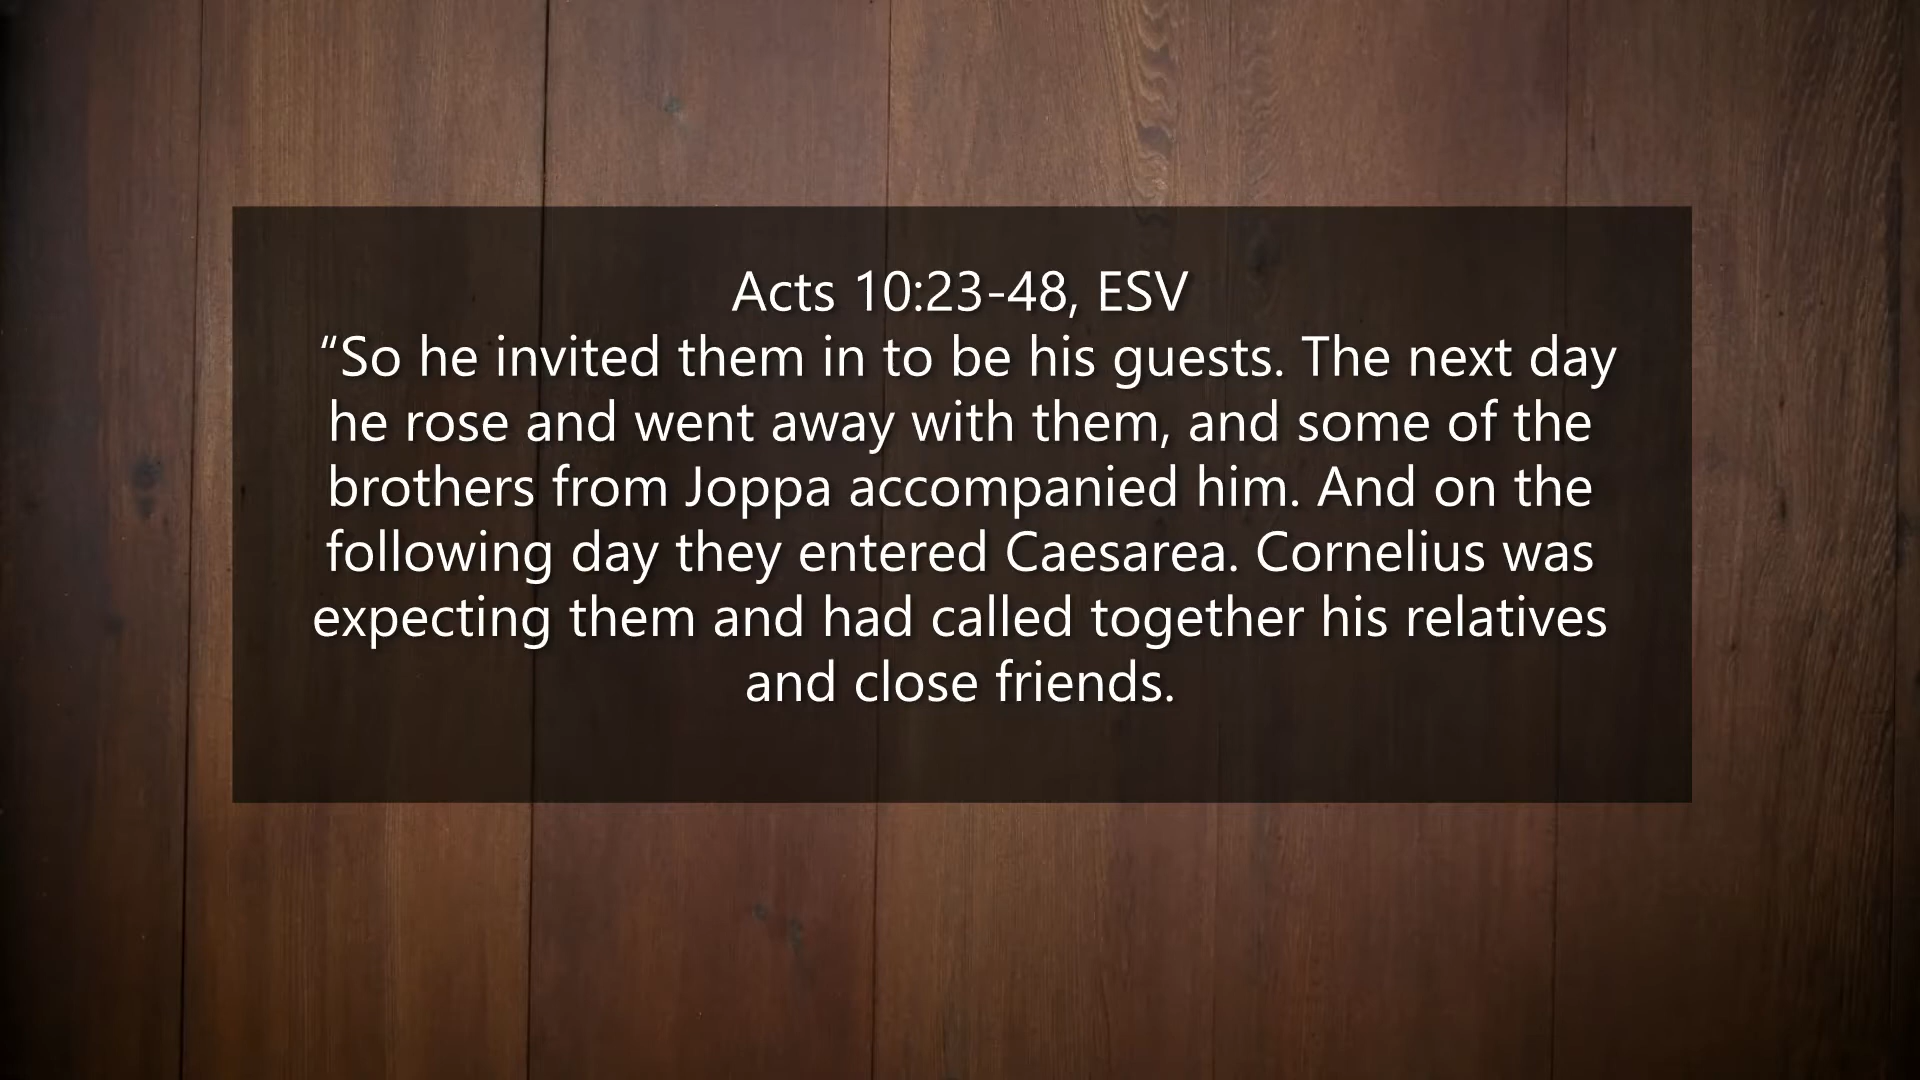 Acts 10:23-48, ESV
“So he invited them in to be his guests. The next day
he rose and went away with them, and some of the
brothers from Joppa accompanied him. And on the
following day they entered Caesarea. Cornelius was
expecting them and had called together his relatives
and close friends.